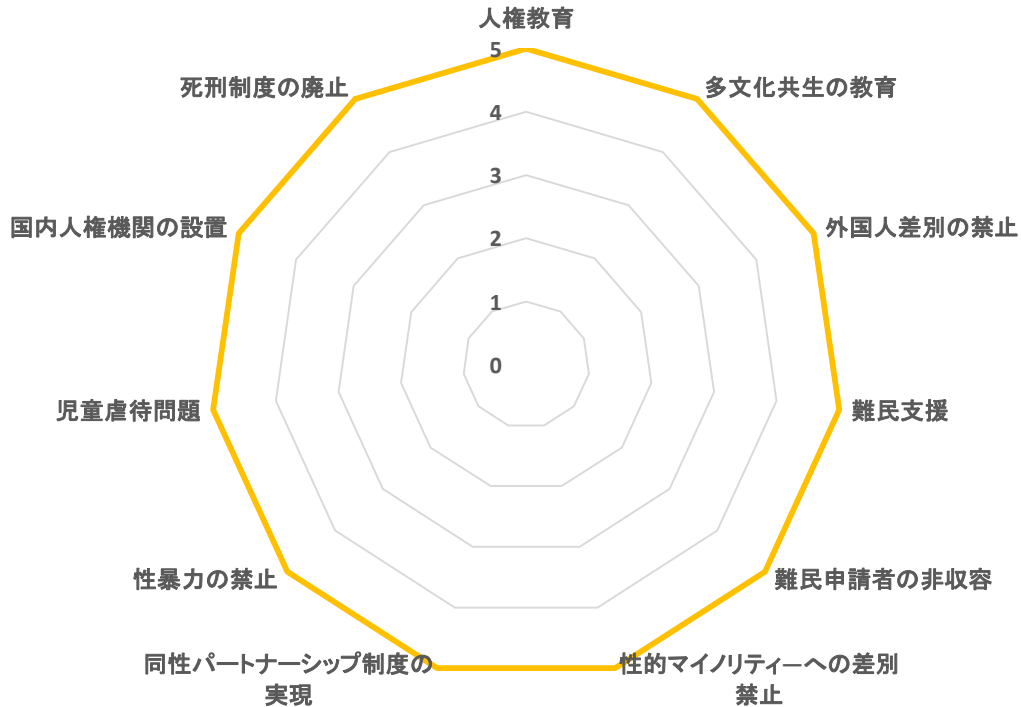 人権教育
5
死刑制度の廃止
多文化共生の教育
4
3
国内人権機関の設置
外国人差別の禁止
2
1
0
児童虐待問題
難民支援
性暴力の禁止
難民申請者の非収容
同性パートナーシップ制度の
実現
性的マイノリティーへの差別
禁止